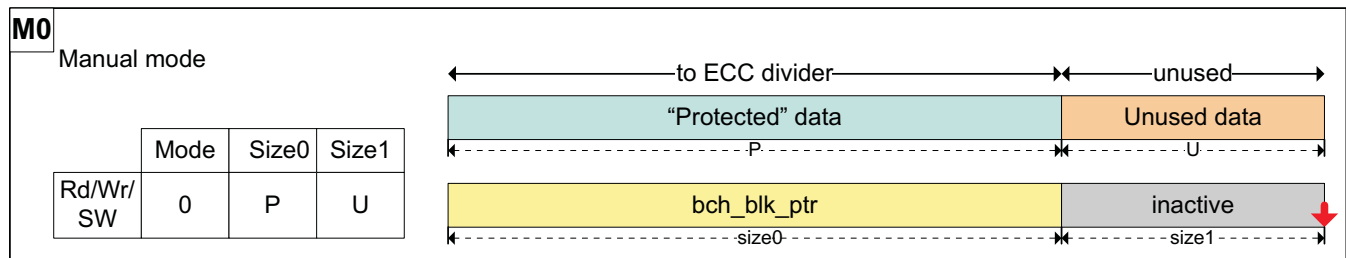 M0
Manual mode
to ECC divider unused
“Protected” data Unused data
P U
Mode Size0 Size1
Rd/Wr/
SW 0 P U
bch_blk_ptr inactive
size0 size1